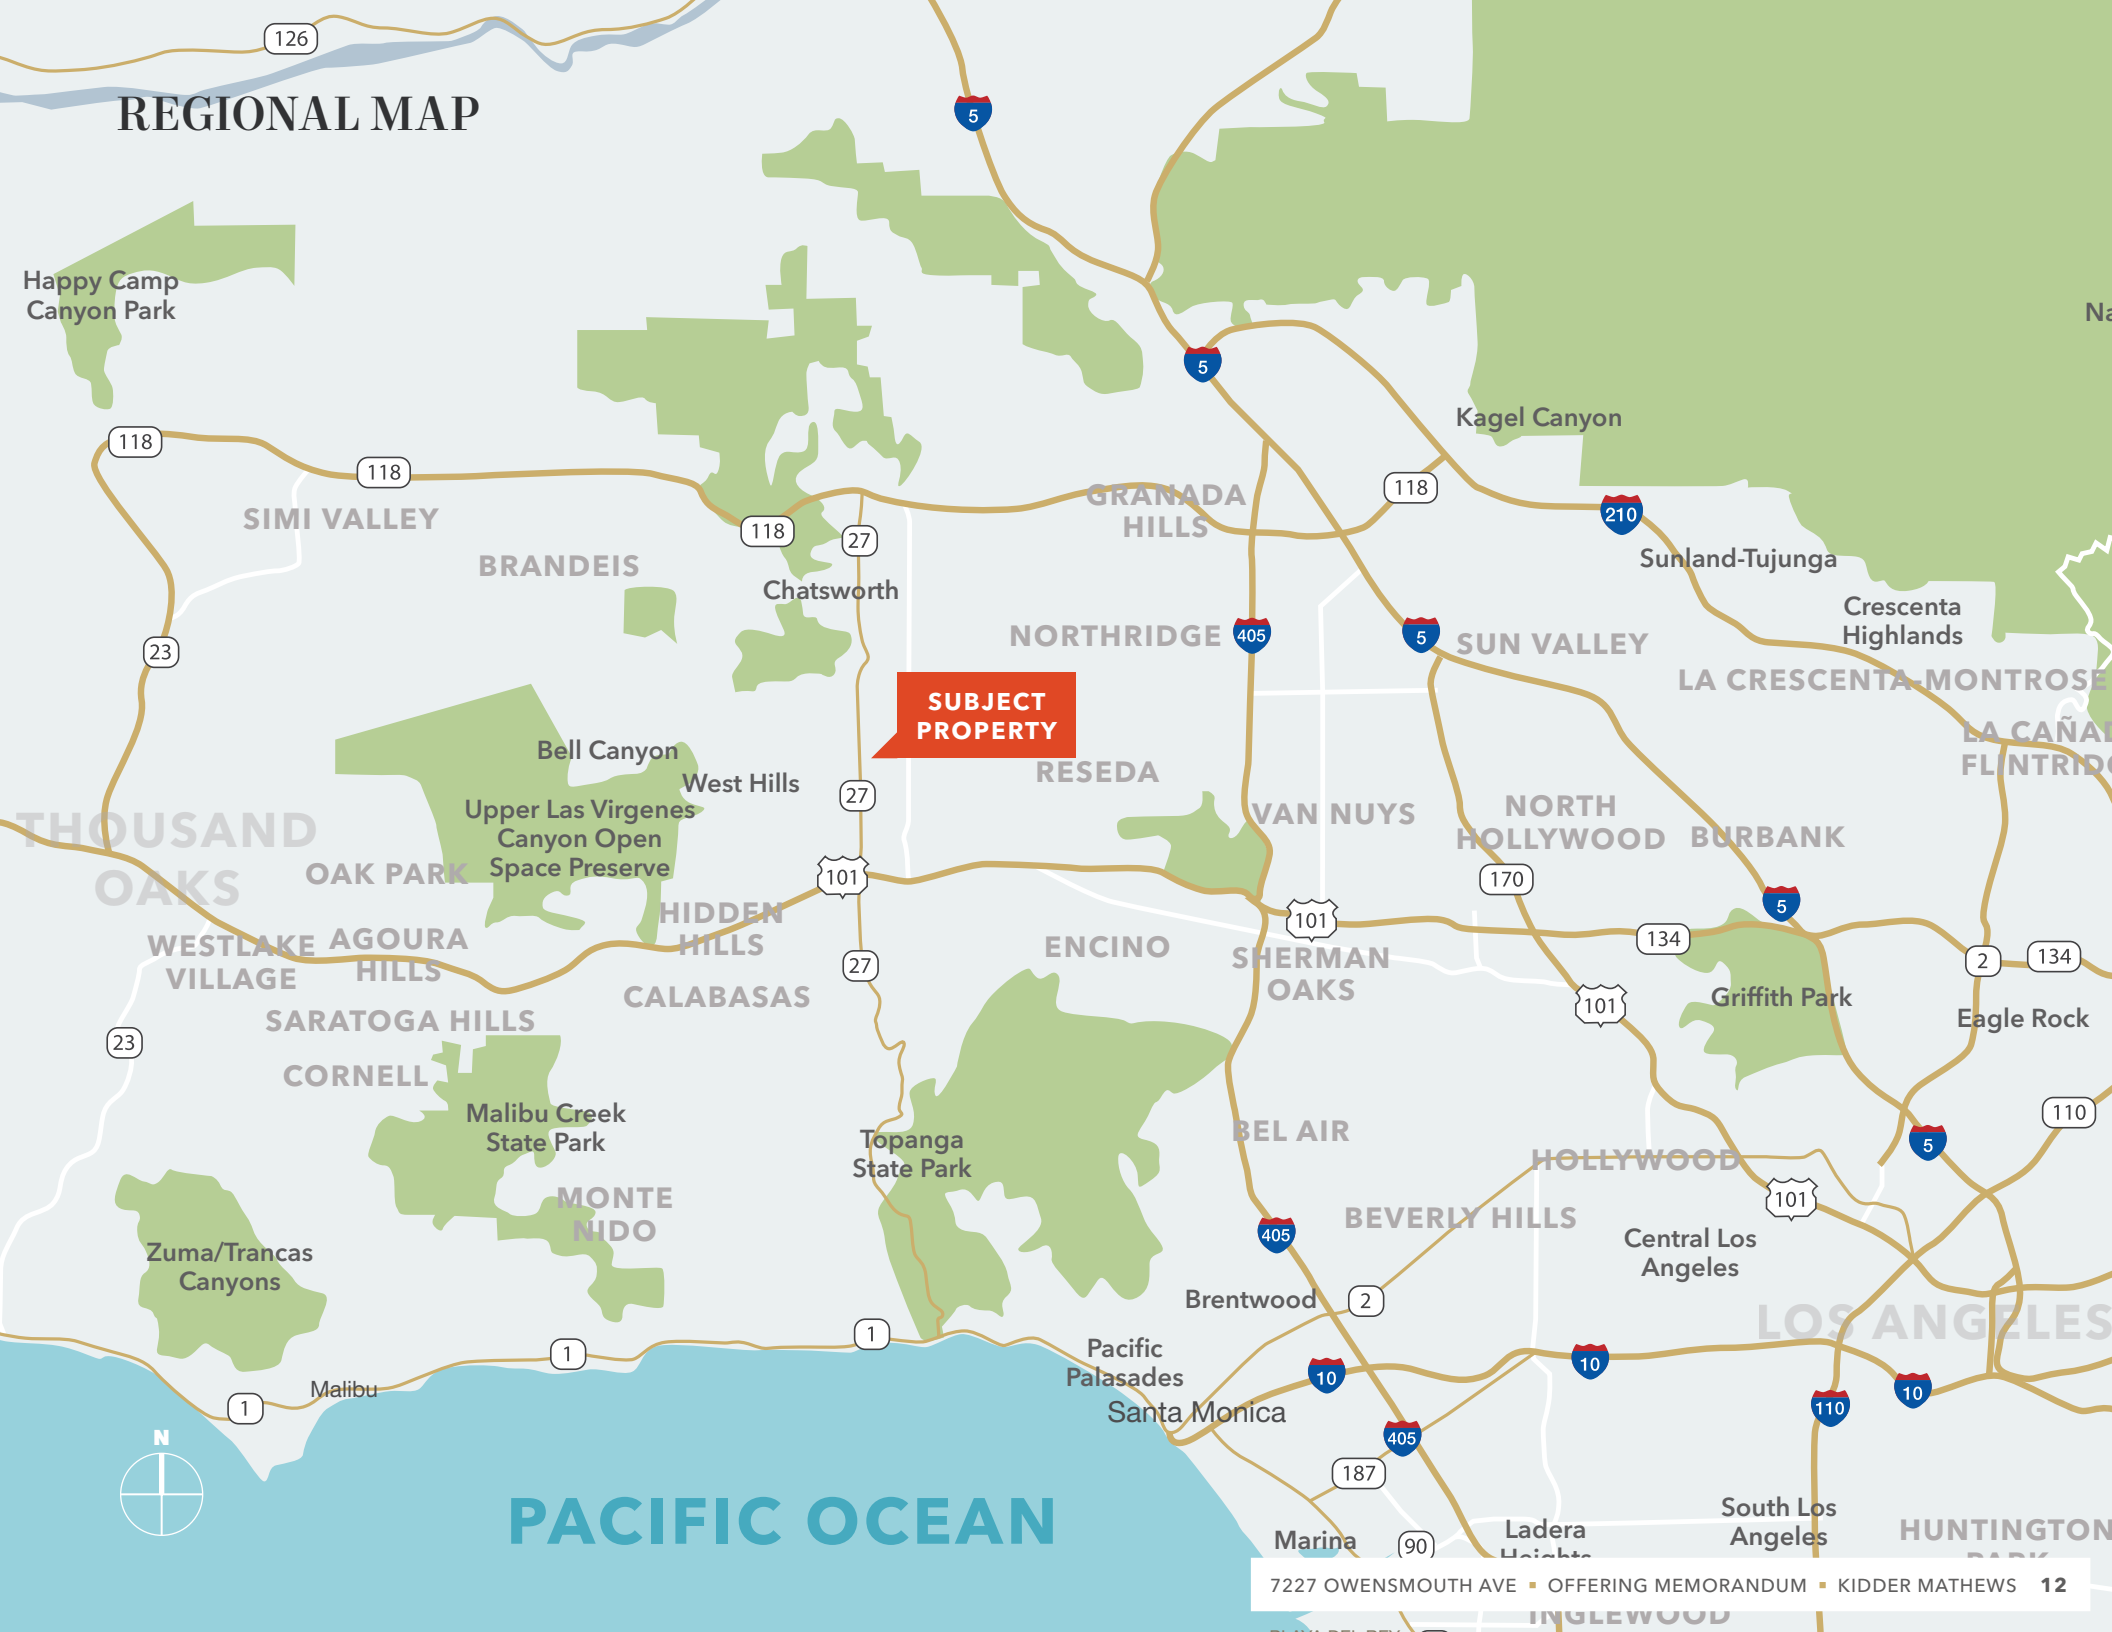 126
REGIONAL MAP
5
Happy Camp
Canyon Park
Na
5
Kagel Canyon
118
118
SIMI VALLEY
118
GRANADA
HILLS
118
210
27
BRANDEIS
Chatsworth
Sunland-Tujunga
Crescenta
Highlands
23
NORTHRIDGE
405
5
SUN VALLEY
LA CRESCENTA-MONTROSE
SUBJECT
PROPERTY
LA CAÑAD
FLINTRIDG
Bell Canyon
West Hills
27
RESEDA
VAN NUYS
NORTH
HOLLYWOOD
BURBANK
Upper Las Virgenes
Canyon Open
Space Preserve
THOUSAND
OAKS
OAK PARK
101
170
5
HIDDEN
HILLS
101
134
WESTLAKE
VILLAGE
AGOURA
HILLS
27
ENCINO
SHERMAN
OAKS
2
134
CALABASAS
101
Griffith Park
Eagle Rock
SARATOGA HILLS
23
CORNELL
Malibu Creek
State Park
Topanga
State Park
BEL AIR
HOLLYWOOD
5
110
MONTE
NIDO
101
BEVERLY HILLS
405
Central Los
Angeles
Zuma/Trancas
Canyons
Brentwood
2
LOS ANGELES
1
1
Pacific
Palasades
10
10
10
Malibu
1
Santa Monica
110
405
N
187
PACIFIC OCEAN
Marina
90
Ladera
Heights
South Los
Angeles
HUNTINGTON
PARK
7227 OWENSMOUTH AVE ▪ OFFERING MEMORANDUM ▪ KIDDER MATHEWS 12
INGLEWOOD